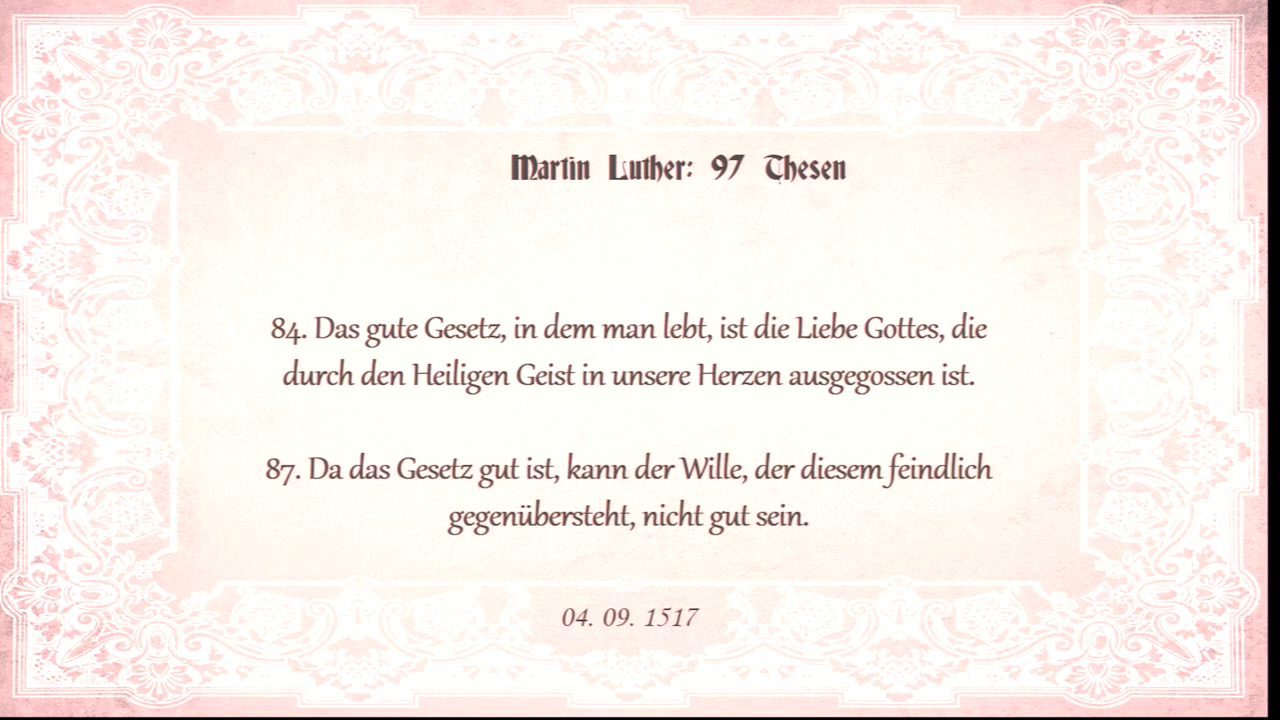 Martin Luther: 97 Thesen
84. Das gute Gesetz, in dem man lebt, ist die Liebe Gottes, die
durch den Heiligen Geist in unsere Herzen ausgegossen ist.
87. Da das Gesetz gut ist, kann der Wille, der diesem feindlich
gegenübersteht, nicht gut sein.
04. 09. 1517